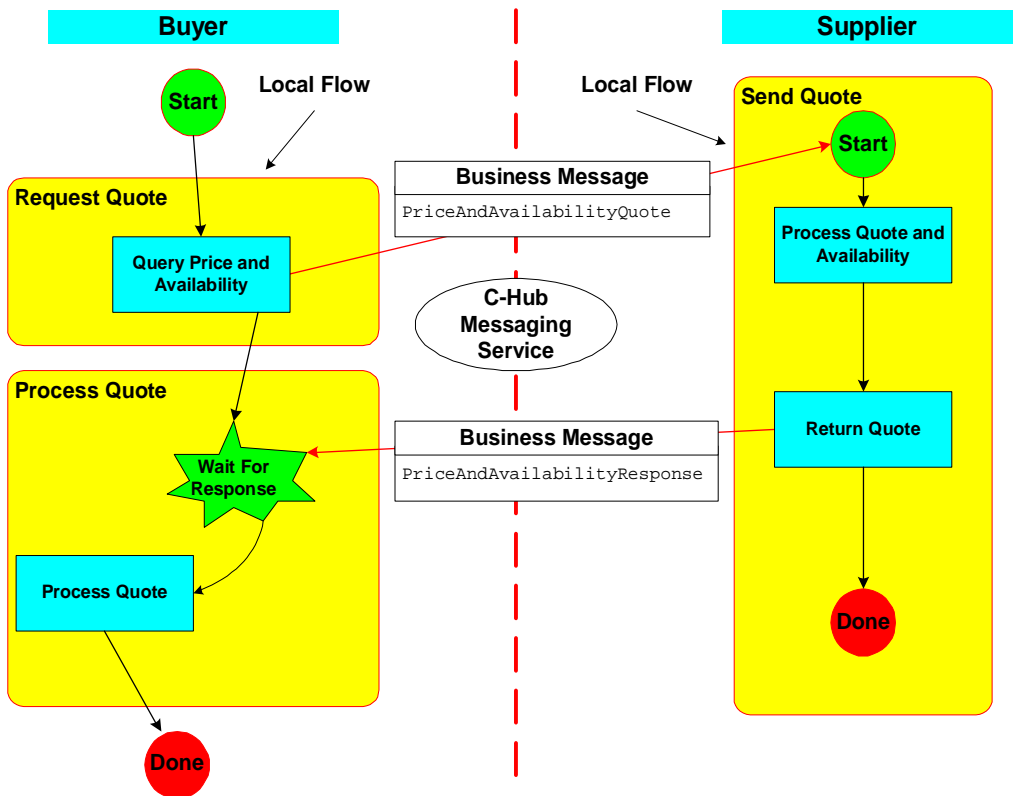 Buyer
Supplier
Start
Local Flow
Local Flow
Send Quote
Start
Business Message
PriceAndAvailabilityQuote
Request Quote
Query Price and
Availability
Process Quote and
Availability
C-Hub
Messaging
Service
Process Quote
Business Message
PriceAndAvailabilityResponse
Return Quote
Wait For
Response
Process Quote
Done
Done